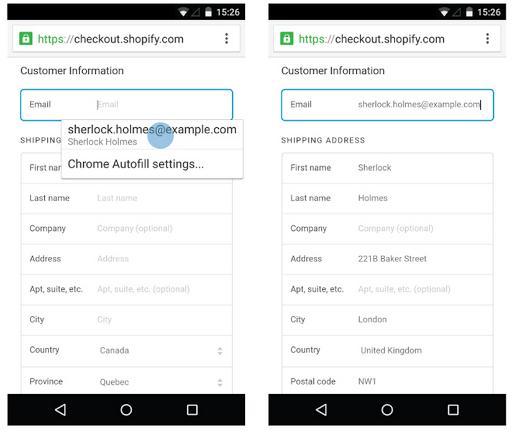 15:26
https://checkout.shopify.com
Customer Information
Email Email
sherlock.holmes@example.com
Sherlock Holmes
Chrome Autofill settings...
SHIPPING
First name
Last name Last name
Company Company (optional)
Address Address
Apt, suite, etc. Apt, suite, etc. (optional)
City City
Country Canada
Province Quebec
15:26
https://checkout.shopify.com
Customer Information
Email sherlock.holmes@example.com
SHIPPING ADDRESS
First name Sherlock
Last name Holmes
Company Company (optional)
Address 221B Baker Street
Apt, suite, etc. Apt, suite, etc. (optional)
City London
Country United Kingdom
Postal code NW1